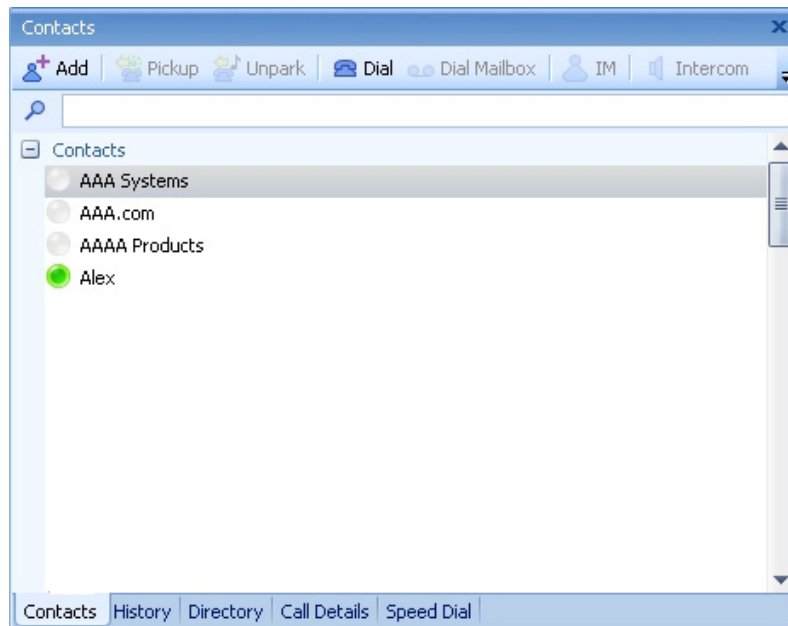 Contacts
Add Pickup Unpark Dial Dial Mailbox IM Intercom
Contacts
AAA Systems
AAA.com
AAAA Products
Alex
Contacts History Directory Call Details Speed Dial